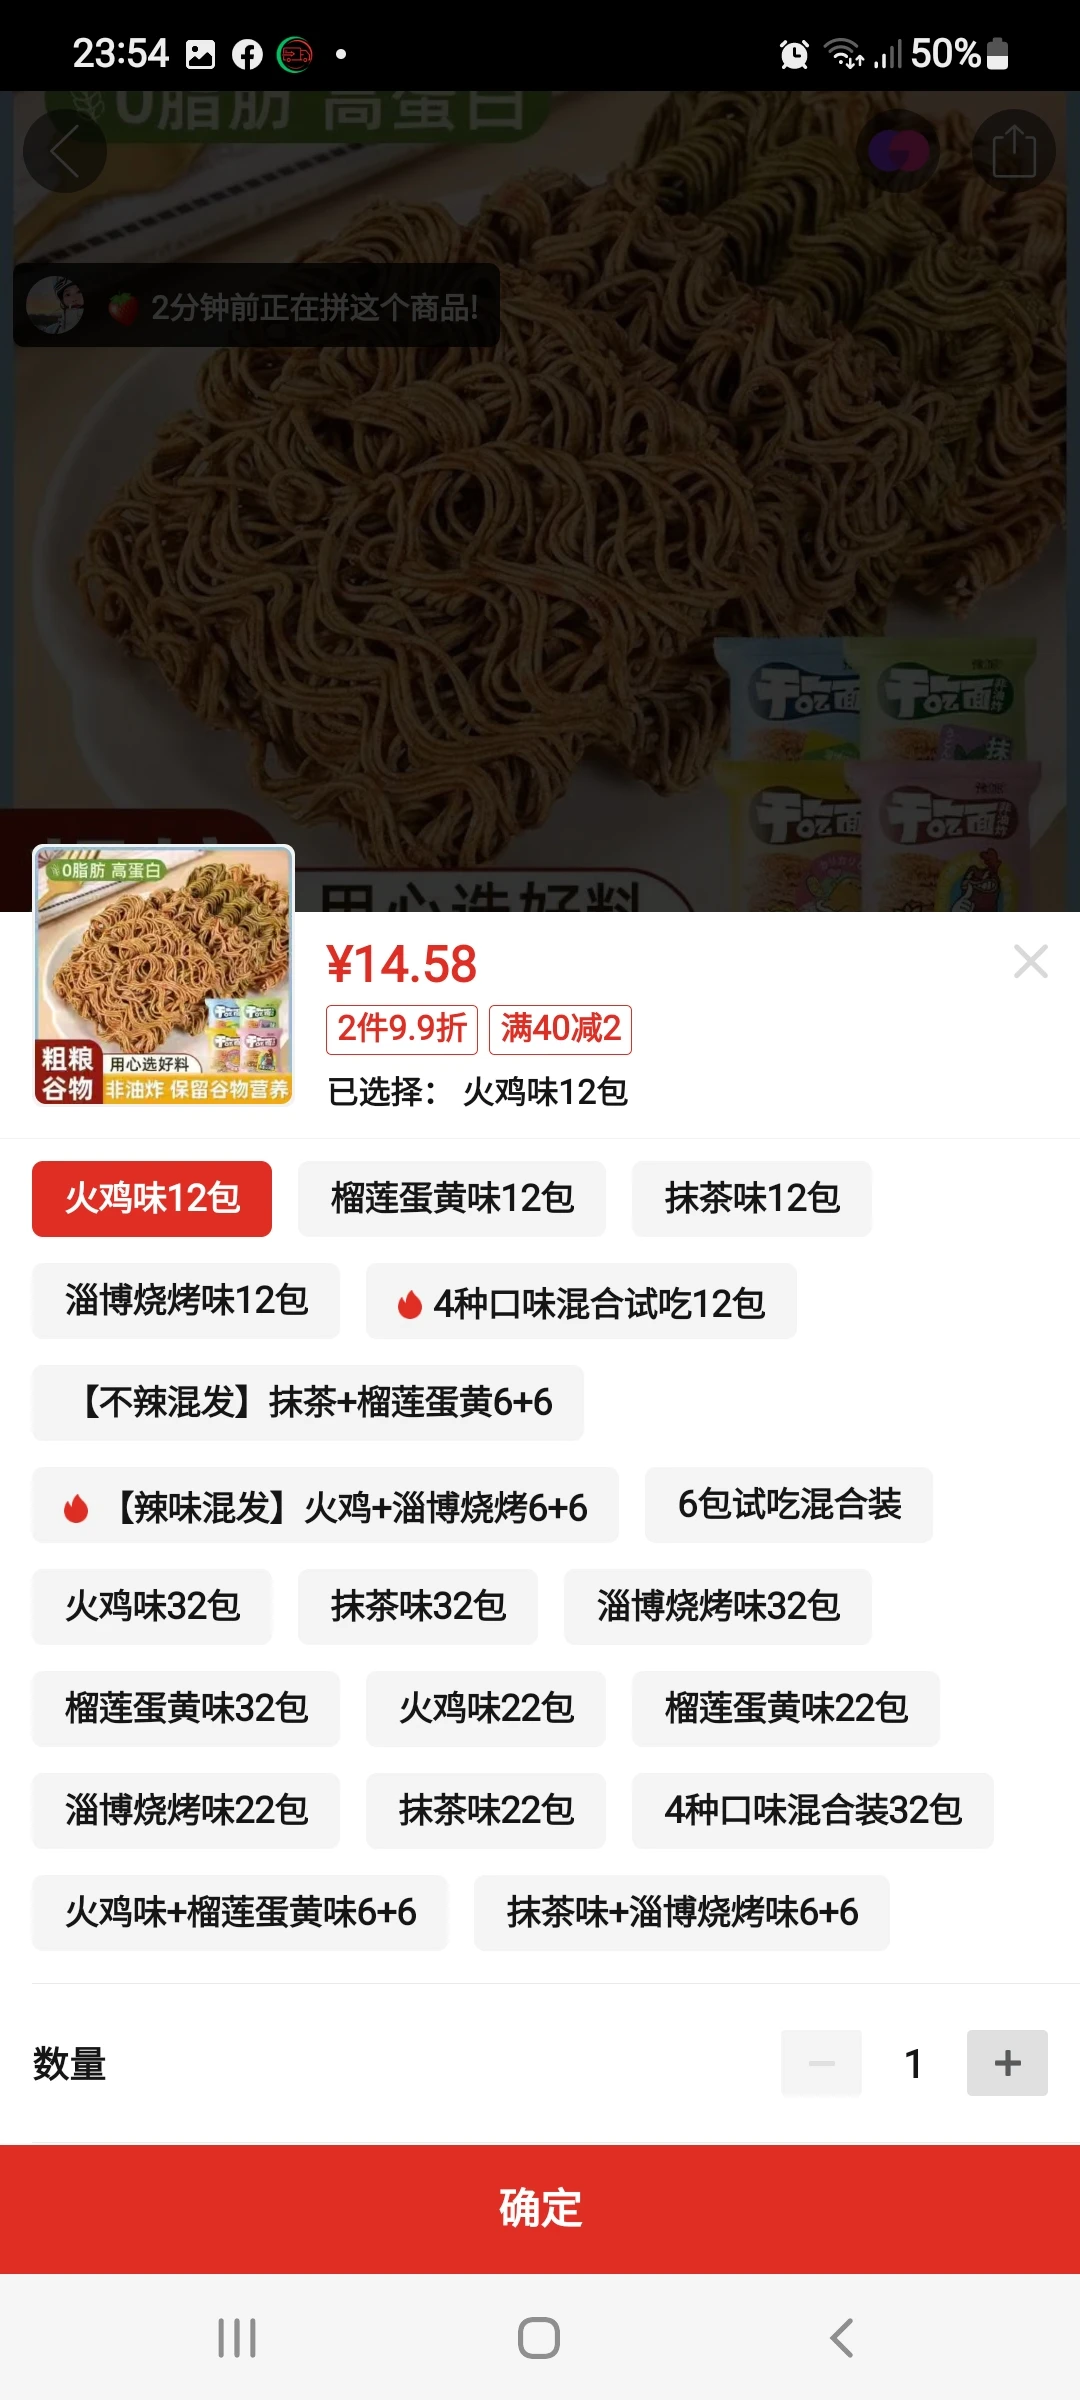 23:54
50%
0脂肪 高蛋白
2分钟前正在拼这个商品!
干吃面
干吃面
非油炸
抹
干吃面
干吃面
非油炸
用心选好料
0脂肪 高蛋白
干吃面
粗粮
谷物
用心选好料
非油炸 保留谷物营养
¥14.58
2件9.9折
满40减2
已选择： 火鸡味12包
火鸡味12包
榴莲蛋黄味12包
抹茶味12包
淄博烧烤味12包
4种口味混合试吃12包
【不辣混发】抹茶+榴莲蛋黄6+6
【辣味混发】火鸡+淄博烧烤6+6
6包试吃混合装
火鸡味32包
抹茶味32包
淄博烧烤味32包
榴莲蛋黄味32包
火鸡味22包
榴莲蛋黄味22包
淄博烧烤味22包
抹茶味22包
4种口味混合装32包
火鸡味+榴莲蛋黄味6+6
抹茶味+淄博烧烤味6+6
数量
1
确定